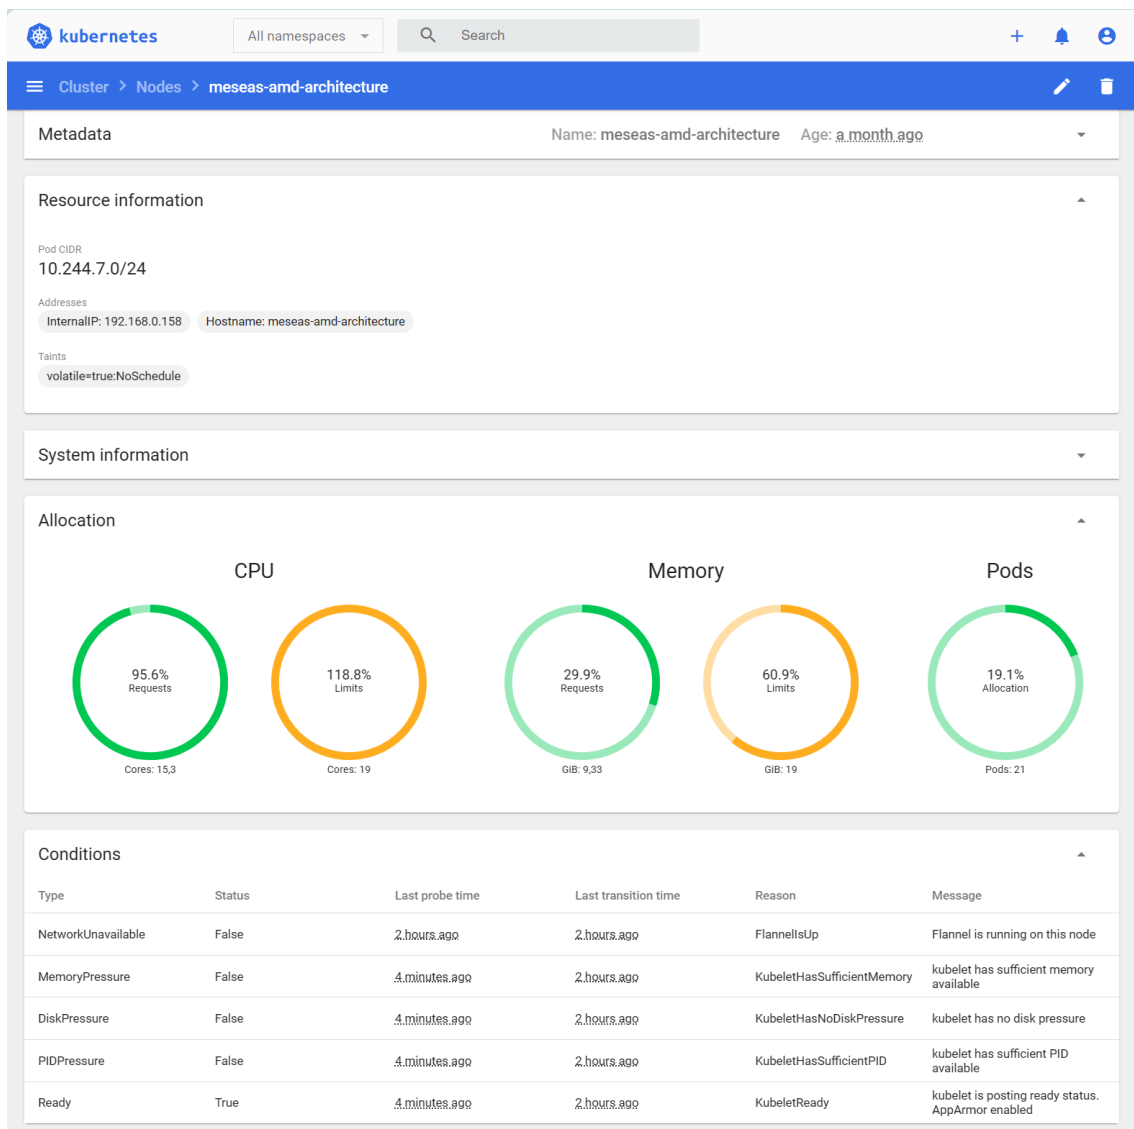 kubernetes
All namespaces
Search
Cluster > Nodes > meseas-amd-architecture
Metadata
Name: meseas-amd-architecture
Age: a month ago
Resource information
Pod CIDR
10.244.7.0/24
Addresses
InternalIP: 192.168.0.158
Hostname: meseas-amd-architecture
Taints
volatile=true:NoSchedule
System information
Allocation
CPU
Memory
Pods
95.6%
Requests
Cores: 15,3
118.8%
Limits
Cores: 19
29.9%
Requests
GiB: 9,33
60.9%
Limits
GiB: 19
19.1%
Allocation
Pods: 21
Conditions
Type Status Last probe time Last transition time Reason Message
NetworkUnavailable False 2 hours ago 2 hours ago FlannelIsUp Flannel is running on this node
MemoryPressure False 4 minutes ago 2 hours ago KubeletHasSufficientMemory kubelet has sufficient memory
available
DiskPressure False 4 minutes ago 2 hours ago KubeletHasNoDiskPressure kubelet has no disk pressure
PIDPressure False 4 minutes ago 2 hours ago KubeletHasSufficientPID kubelet has sufficient PID
available
Ready True 4 minutes ago 2 hours ago KubeletReady kubelet is posting ready status.
AppArmor enabled